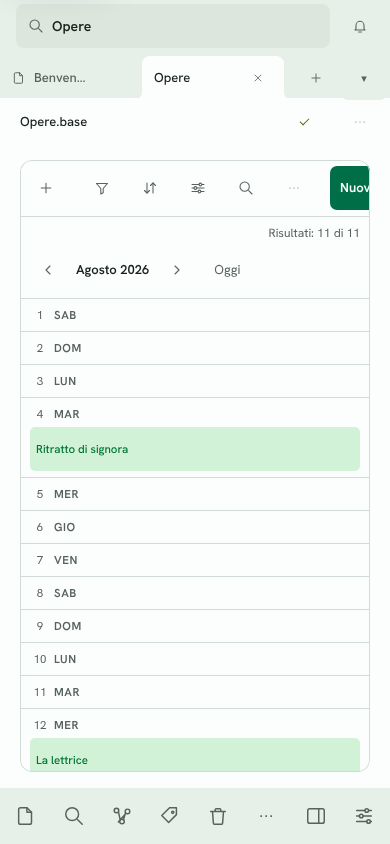 Opere
Benven...
Opere
Opere.base
Nuov
Risultati: 11 di 11
Agosto 2026
Oggi
1 SAB
2 DOM
3 LUN
4 MAR
Ritratto di signora
5 MER
6 GIO
7 VEN
8 SAB
9 DOM
10 LUN
11 MAR
12 MER
La lettrice